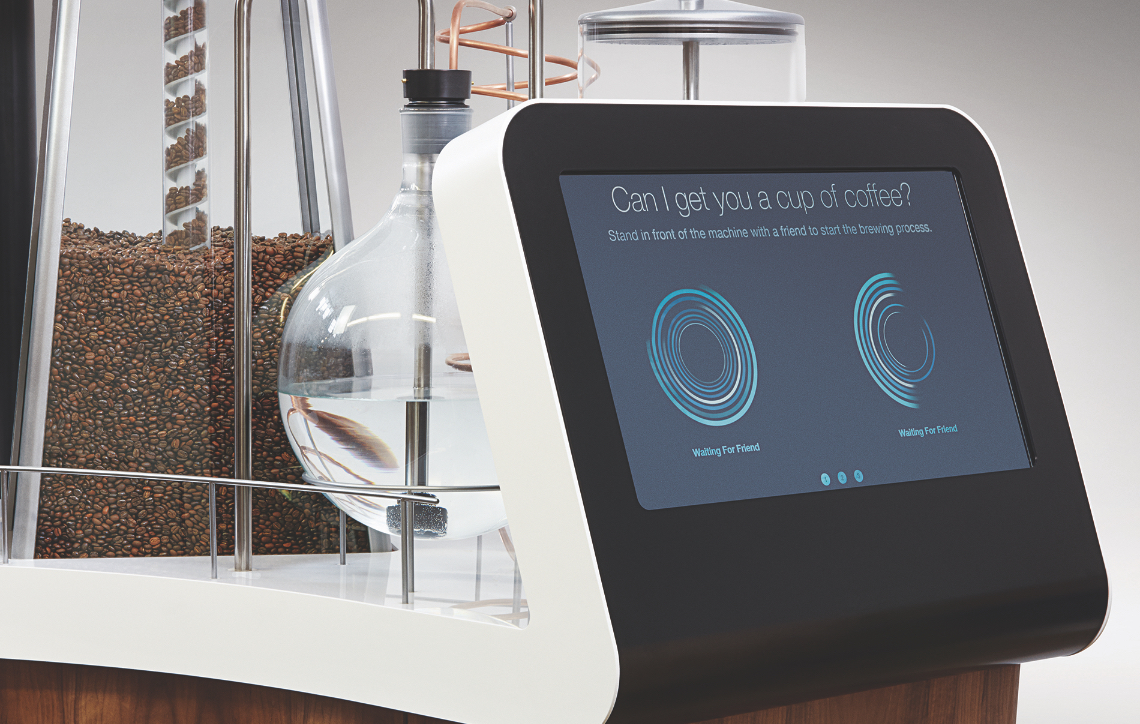 Can I get you a cup of coffee?
Stand in front of the machine with a friend to start the brewing process.
Waiting For Friend
Waiting For Friend